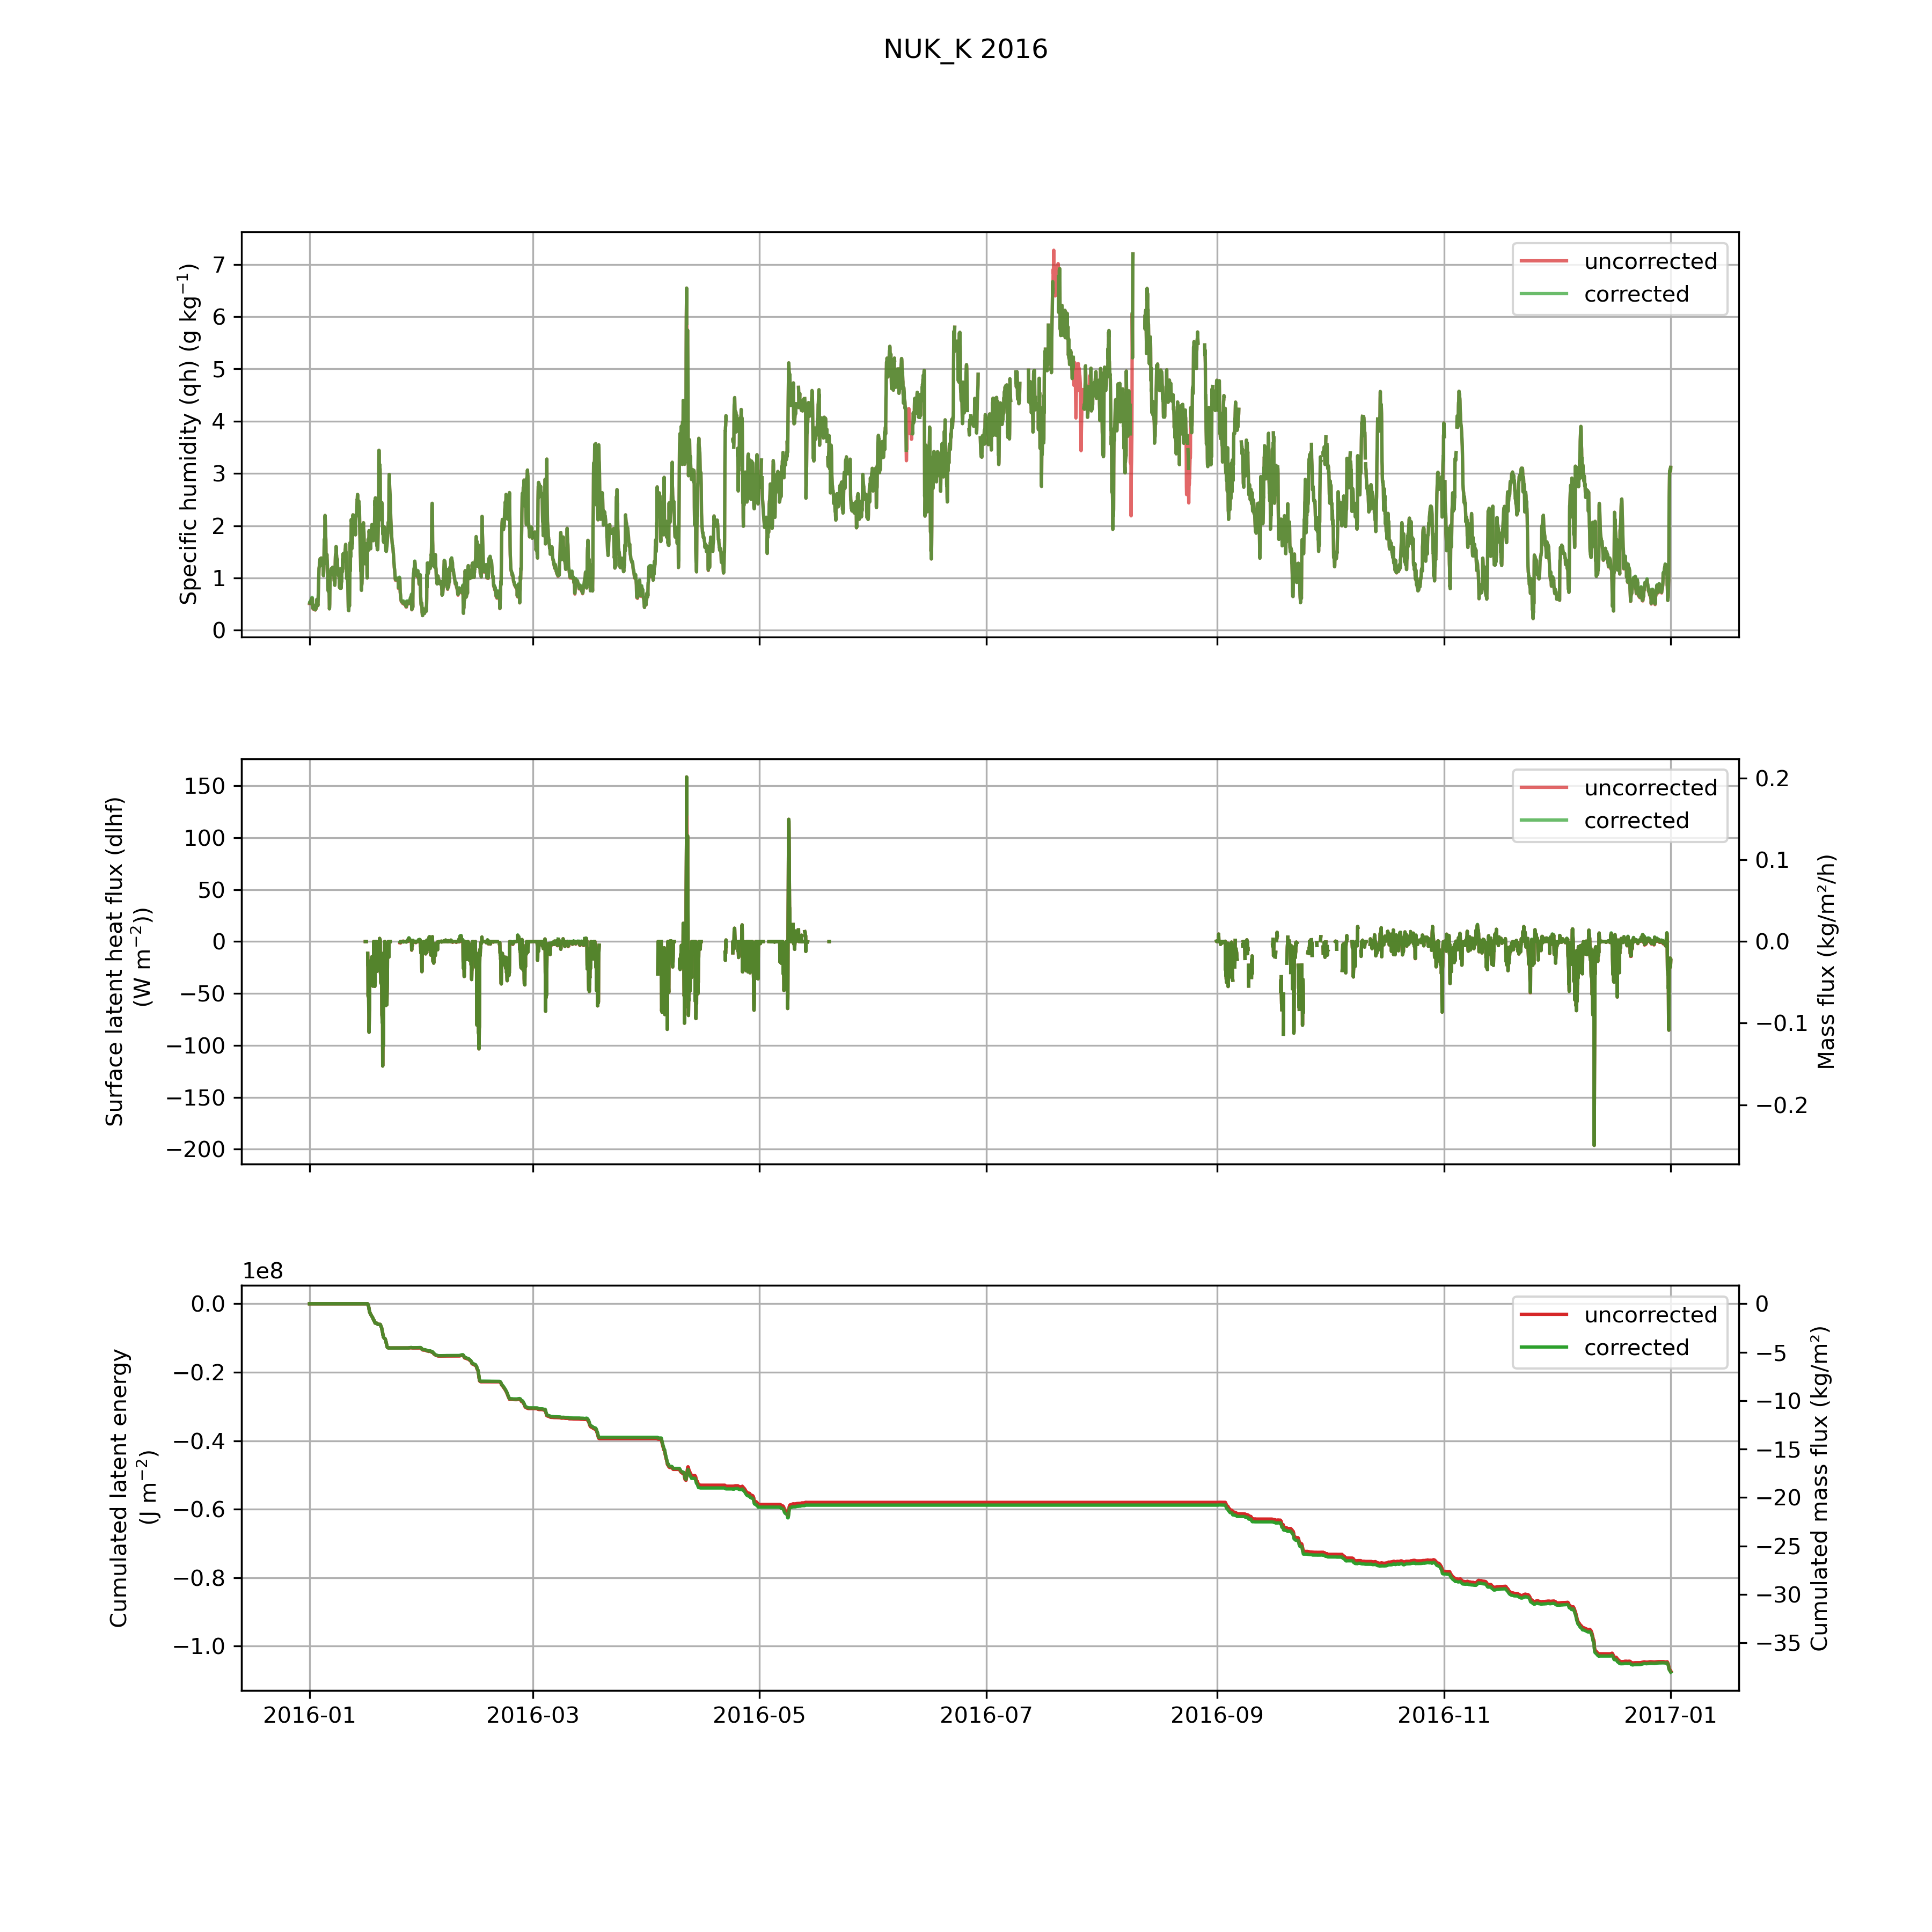 NUK_K 2016
Specific humidity (qh) (g kg⁻¹)
7
6
5
4
3
2
1
0
uncorrected
corrected
Surface latent heat flux (dlhf)
(W m⁻²))
150
100
50
0
−50
−100
−150
−200
uncorrected
corrected
0.2
0.1
0.0
−0.1
−0.2
Mass flux (kg/m²/h)
1e8
Cumulated latent energy
(J m⁻²)
0.0
−0.2
−0.4
−0.6
−0.8
−1.0
uncorrected
corrected
0
−5
−10
−15
−20
−25
−30
−35
Cumulated mass flux (kg/m²)
2016-01 2016-03 2016-05 2016-07 2016-09 2016-11 2017-01